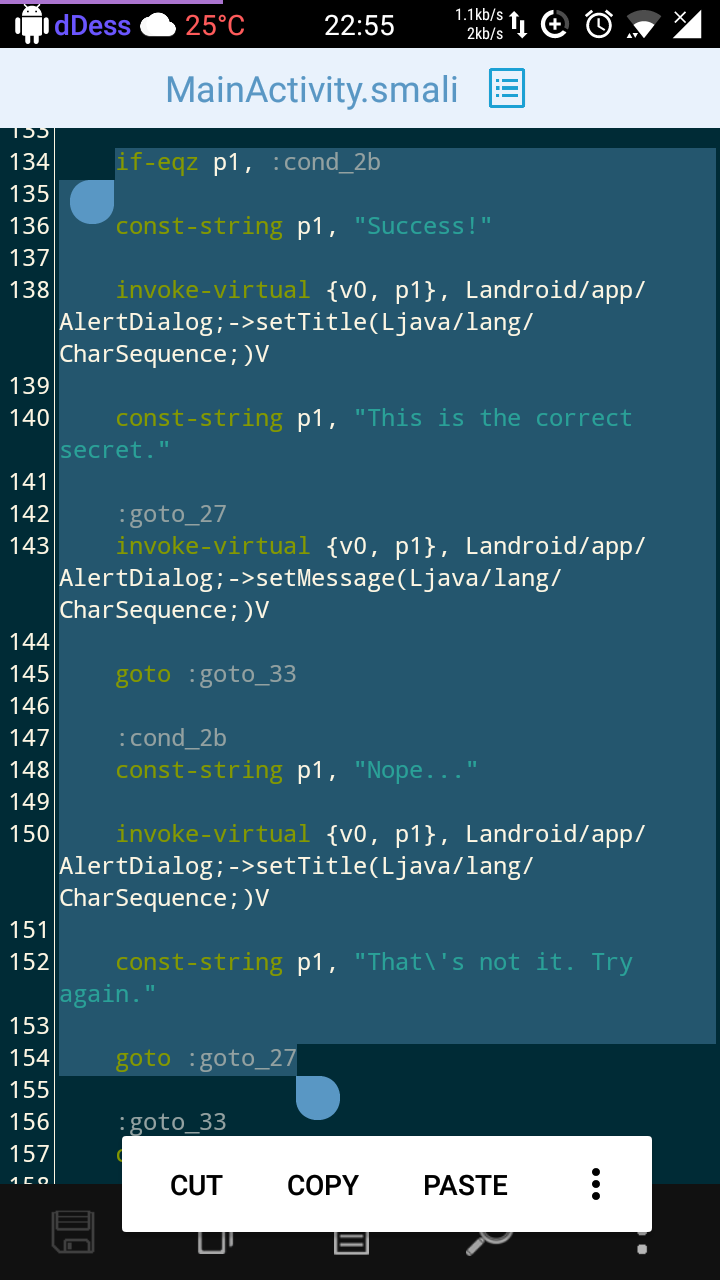 dDess 25°C 22:55 1.1kb/s
2kb/s
MainActivity.smali
133
134 if-eqz p1, :cond_2b
135
136 const-string p1, "Success!"
137
138 invoke-virtual {v0, p1}, Landroid/app/
AlertDialog;->setTitle(Ljava/lang/
CharSequence;)V
139
140 const-string p1, "This is the correct
secret."
141
142 :goto_27
143 invoke-virtual {v0, p1}, Landroid/app/
AlertDialog;->setMessage(Ljava/lang/
CharSequence;)V
144
145 goto :goto_33
146
147 :cond_2b
148 const-string p1, "Nope..."
149
150 invoke-virtual {v0, p1}, Landroid/app/
AlertDialog;->setTitle(Ljava/lang/
CharSequence;)V
151
152 const-string p1, "That\'s not it. Try
again."
153
154 goto :goto_27
155
156 :goto_33
157
158
CUT COPY PASTE